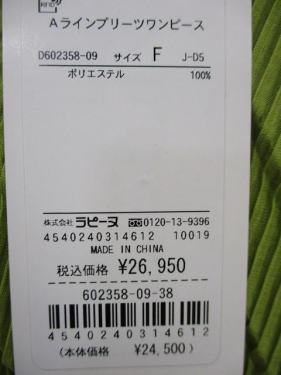 RFID
Aラインプリーツワンピース
D602358-09 サイズ F J-D5
ポリエステル 100%
株式会社 ラピーヌ 0120-13-9396
4540240314612 10019
MADE IN CHINA
税込価格 ¥26,950
602358-09-38
4540240314612
(本体価格 ¥24,500)